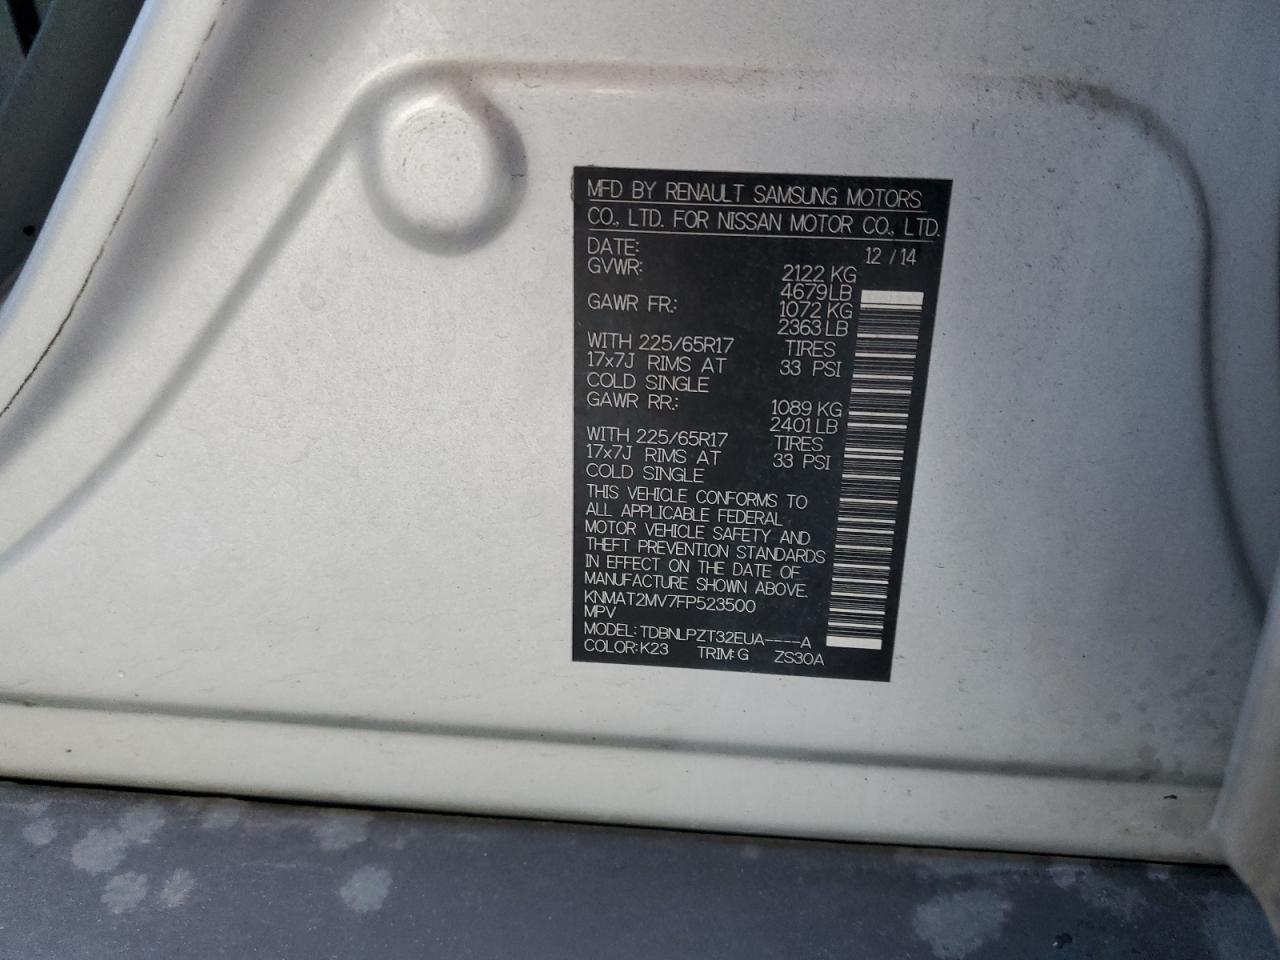 MFD BY RENAULT SAMSUNG MOTORS
CO., LTD. FOR NISSAN MOTOR CO., LTD.
DATE: 12 / 14
GVWR: 2122 KG
4679 LB
GAWR FR.: 1072 KG
2363 LB
WITH 225/65R17 TIRES
17x7J RIMS AT 33 PSI
COLD SINGLE
GAWR RR.: 1089 KG
2401 LB
WITH 225/65R17 TIRES
17x7J RIMS AT 33 PSI
COLD SINGLE
THIS VEHICLE CONFORMS TO
ALL APPLICABLE FEDERAL
MOTOR VEHICLE SAFETY AND
THEFT PREVENTION STANDARDS
IN EFFECT ON THE DATE OF
MANUFACTURE SHOWN ABOVE.
KNMAT2MV7FP523500
MPV
MODEL: TDBNLPZT32EUA----A
COLOR: K23 TRIM: G ZS30A